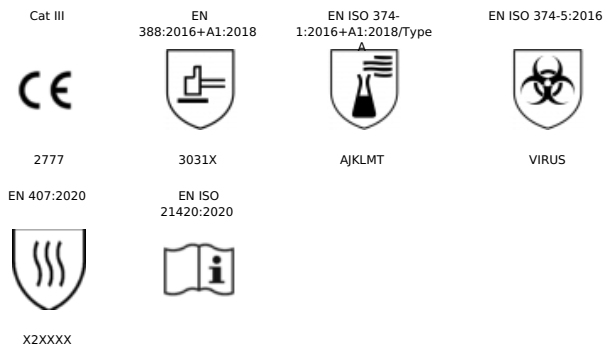 Cat III
EN
388:2016+A1:2018
EN ISO 374-
1:2016+A1:2018/Type
A
EN ISO 374-5:2016
CE
i
2777
3031X
AJKLMT
VIRUS
EN 407:2020
EN ISO
21420:2020
X2XXXX